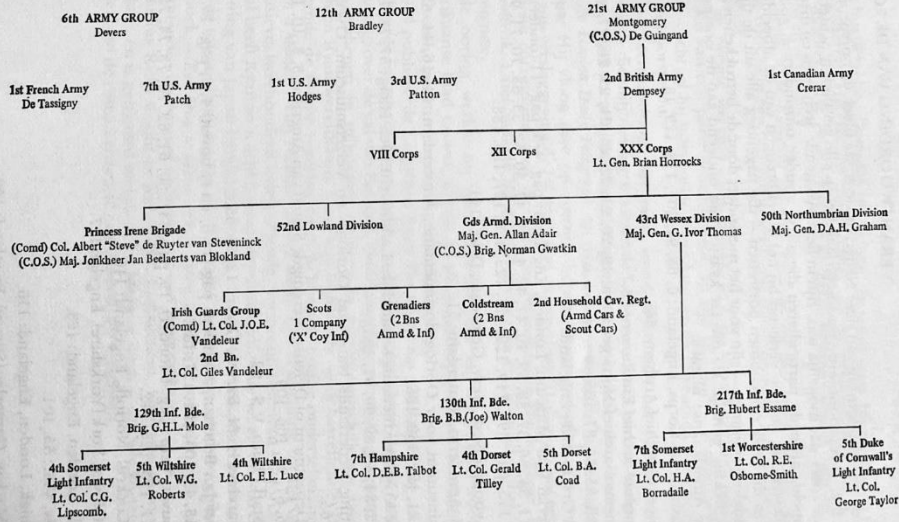 6th ARMY GROUP
Devers
12th ARMY GROUP
Bradley
21st ARMY GROUP
Montgomery
(C.O.S.) De Guingand
1st French Army
De Tassigny
7th U.S. Army
Patch
1st U.S. Army
Hodges
3rd U.S. Army
Patton
2nd British Army
Dempsey
1st Canadian Army
Crerar
VIII Corps
XII Corps
XXX Corps
Lt. Gen. Brian Horrocks
Princess Irene Brigade
(Comd) Col. Albert "Steve" de Ruyter van Steveninck
(C.O.S.) Maj. Jonkheer Jan Beelaerts van Blokland
52nd Lowland Division
Gds Armd. Division
Maj. Gen. Allan Adair
(C.O.S.) Brig. Norman Gwatkin
43rd Wessex Division
Maj. Gen. G. Ivor Thomas
50th Northumbrian Division
Maj. Gen. D.A.H. Graham
Irish Guards Group
(Comd) Lt. Col. J.O.E.
Vandeleur
2nd Bn.
Lt. Col. Giles Vandeleur
Scots
1 Company
('X' Coy Inf)
Grenadiers
(2 Bns
Armd & Inf)
Coldstream
(2 Bns
Armd & Inf)
2nd Household Cav. Regt.
(Armd Cars &
Scout Cars)
129th Inf. Bde.
Brig. G.H.L. Mole
130th Inf. Bde.
Brig. B.B.(Joe) Walton
217th Inf. Bde.
Brig. Hubert Essame
4th Somerset
Light Infantry
Lt. Col. C.G.
Lipscomb.
5th Wiltshire
Lt. Col. W.G.
Roberts
4th Wiltshire
Lt. Col. E.L. Luce
7th Hampshire
Lt. Col. D.E.B. Talbot
4th Dorset
Lt. Col. Gerald
Tilley
5th Dorset
Lt. Col. B.A.
Coad
7th Somerset
Light Infantry
Lt. Col. H.A.
Borradaile
1st Worcestershire
Lt. Col. R.E.
Osborne-Smith
5th Duke
of Cornwall's
Light Infantry
Lt. Col.
George Taylor